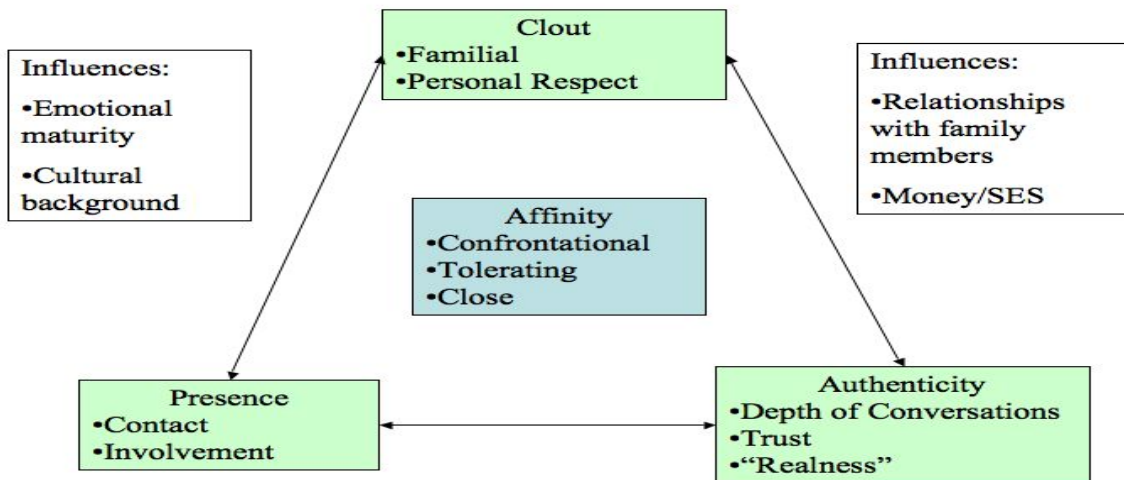 Clout
•Familial
•Personal Respect
Influences:
•Emotional
maturity
•Cultural
background
Influences:
•Relationships
with family
members
•Money/SES
Affinity
•Confrontational
•Tolerating
•Close
Presence
•Contact
•Involvement
Authenticity
•Depth of Conversations
•Trust
•“Realness”